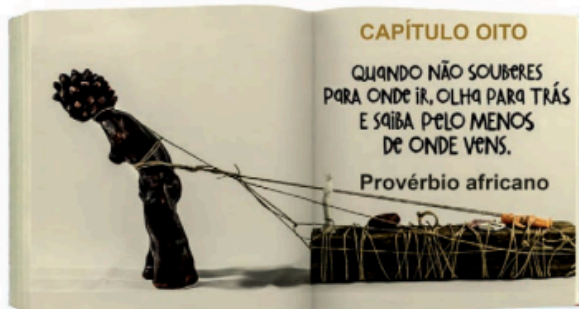 CAPÍTULO OITO
QUANDO NÃO SOUBERES
PARA ONDE IR, OLHA PARA TRÁS
E SAIBA PELO MENOS
DE ONDE VENS.
Provérbio africano